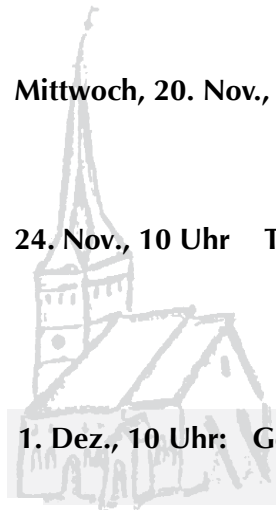 Mittwoch, 20. Nov.,
24. Nov., 10 Uhr T
1. Dez., 10 Uhr: G